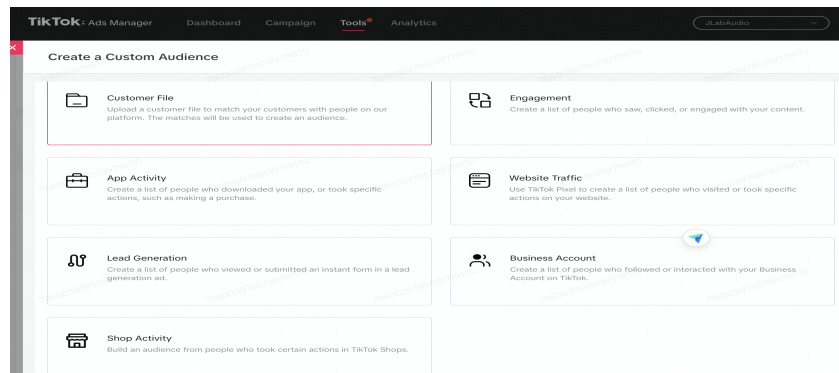 TikTok: Ads Manager
Dashboard
Campaign
Tools
Analytics
JLabAudio
Create a Custom Audience
Customer File
Upload a customer file to match your customers with people on our
platform. The matches will be used to create an audience.
Engagement
Create a list of people who saw, clicked, or engaged with your content.
App Activity
Create a list of people who downloaded your app, or took specific
actions, such as making a purchase.
Website Traffic
Use TikTok Pixel to create a list of people who visited or took specific
actions on your website.
Lead Generation
Create a list of people who viewed or submitted an instant form in a lead
generation ad.
Business Account
Create a list of people who followed or interacted with your Business
Account on TikTok.
Shop Activity
Build an audience from people who took certain actions in TikTok Shops.